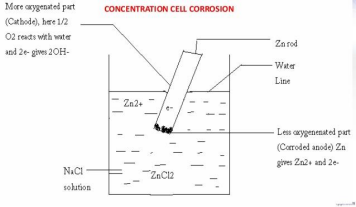 CONCENTRATION CELL CORROSION
More oxygenated part
(Cathode), here 1/2
O2 reacts with water
and 2e- gives 2OH-
Zn rod
Water
Line
Zn2+
e-
Less oxygenenated part
(Corroded anode) Zn
gives Zn2+ and 2e-
NaCl
solution
ZnCl2